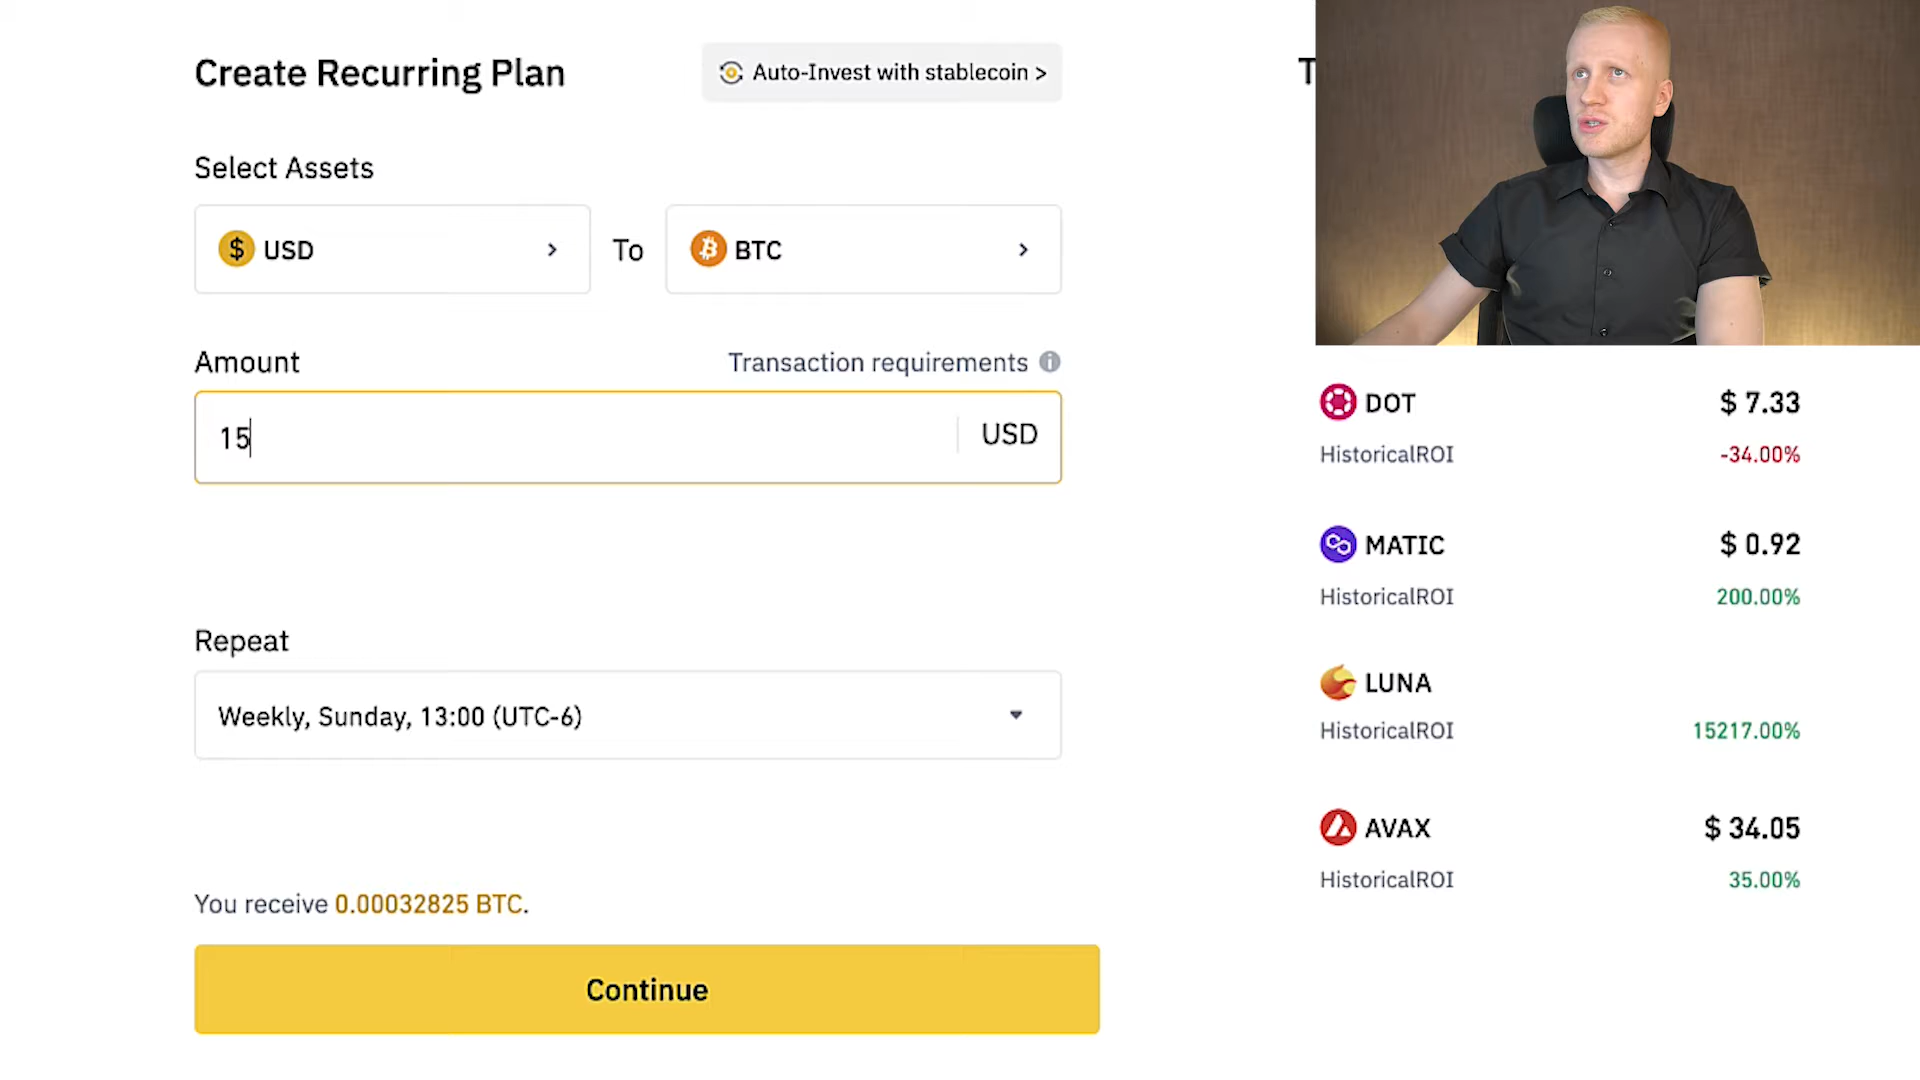 Create Recurring Plan
Auto-Invest with stablecoin >
Select Assets
$ USD
To
BTC
Amount
Transaction requirements
15
USD
Repeat
Weekly, Sunday, 13:00 (UTC-6)
You receive 0.00032825 BTC.
Continue
T
DOT $ 7.33
HistoricalROI -34.00%
MATIC $ 0.92
HistoricalROI 200.00%
LUNA
HistoricalROI 15217.00%
AVAX $ 34.05
HistoricalROI 35.00%